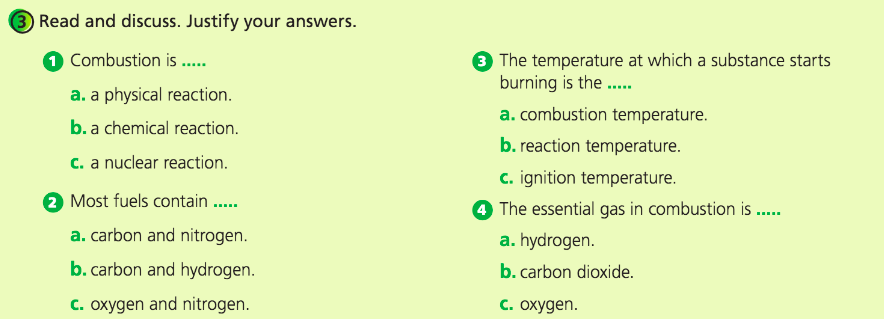 3 Read and discuss. Justify your answers.
1 Combustion is .....
a. a physical reaction.
b. a chemical reaction.
c. a nuclear reaction.
2 Most fuels contain .....
a. carbon and nitrogen.
b. carbon and hydrogen.
c. oxygen and nitrogen.
3 The temperature at which a substance starts
burning is the .....
a. combustion temperature.
b. reaction temperature.
c. ignition temperature.
4 The essential gas in combustion is .....
a. hydrogen.
b. carbon dioxide.
c. oxygen.